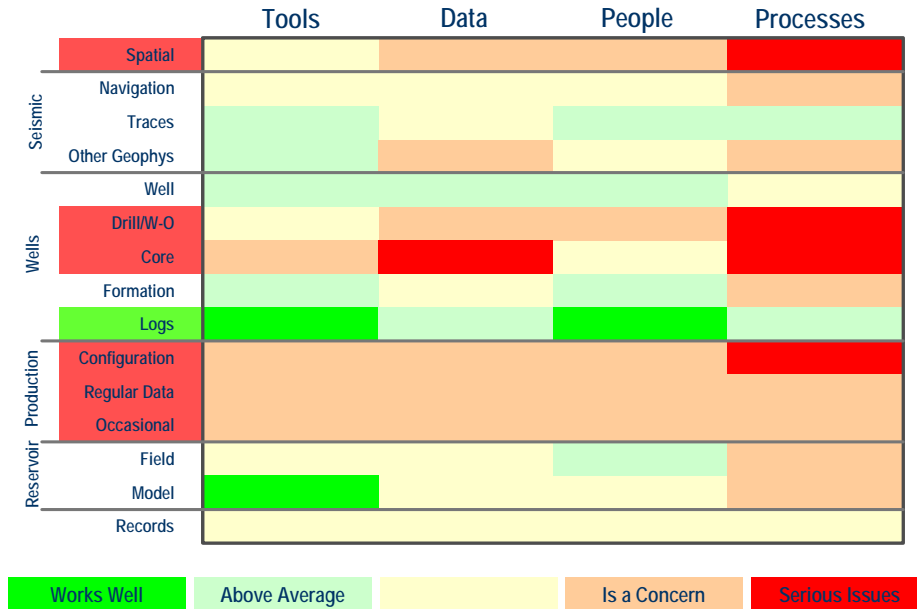 Tools Data People Processes
Spatial
Seismic
Navigation
Traces
Other Geophys
Wells
Well
Drill/W-O
Core
Formation
Logs
Production
Configuration
Regular Data
Occasional
Reservoir
Field
Model
Records
Works Well Above Average Is a Concern Serious Issues